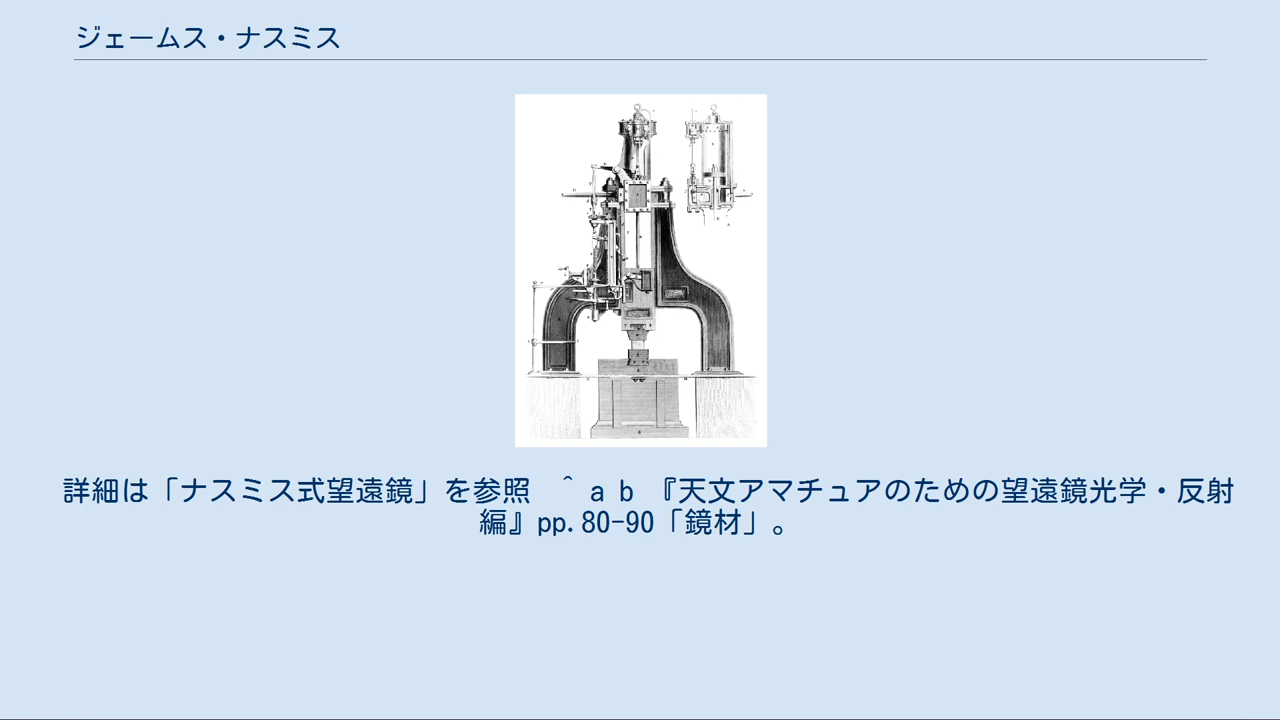 ジェームス・ナスミス
詳細は「ナスミス式望遠鏡」を参照　^ a b 『天文アマチュアのための望遠鏡光学・反射
編』pp.80-90「鏡材」。